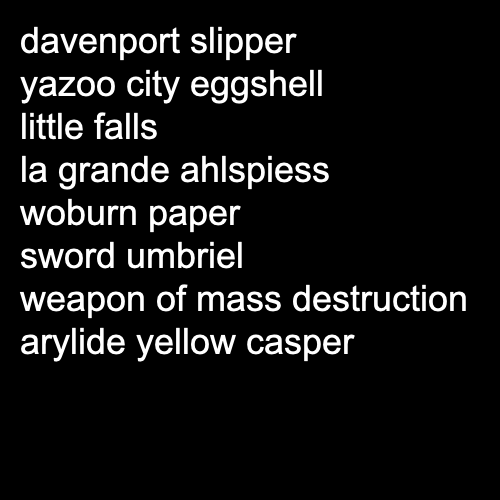 davenport slipper
yazoo city eggshell
little falls
la grande ahlspiess
woburn paper
sword umbriel
weapon of mass destruction
arylide yellow casper